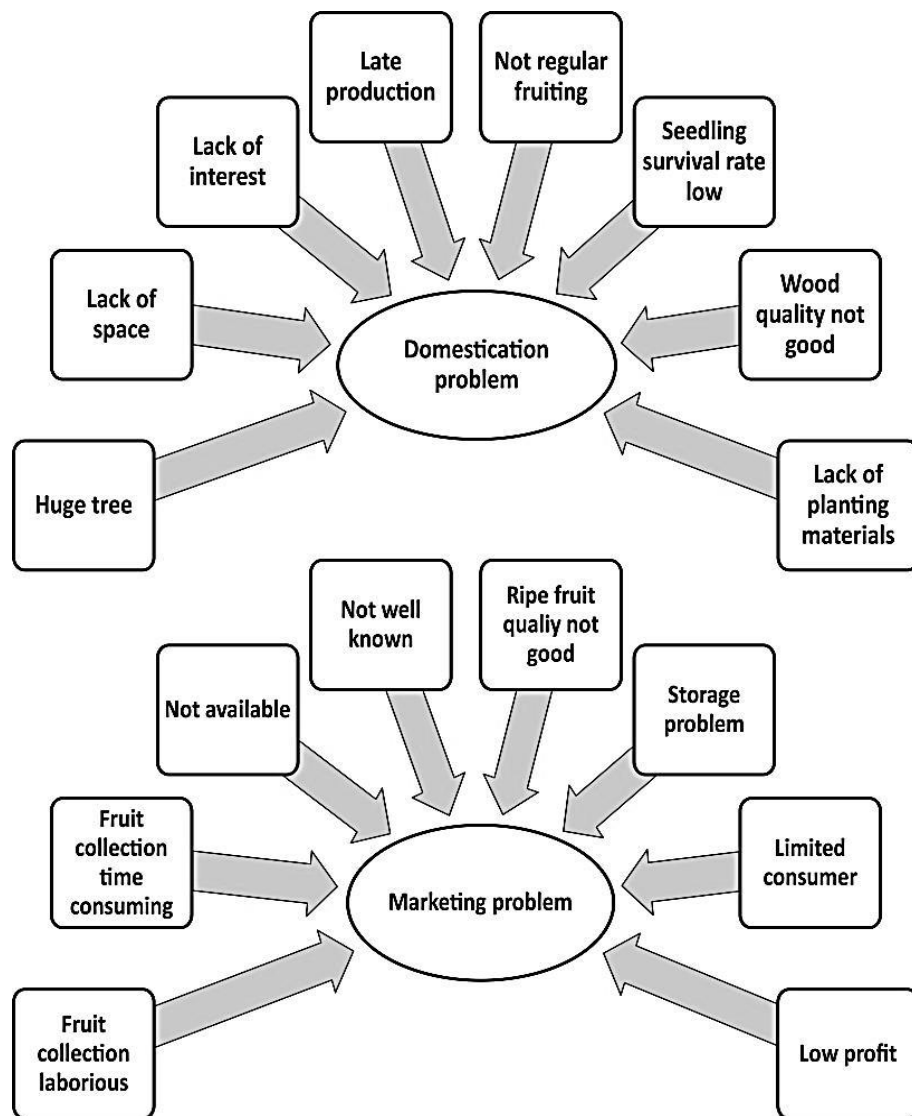 Late
production
Not regular
fruiting
Lack of
interest
Seedling
survival rate
low
Lack of
space
Wood
quality not
good
Domestication
problem
Huge tree
Lack of
planting
materials
Not well
known
Ripe fruit
qualiy not
good
Not available
Storage
problem
Fruit
collection
time
consuming
Limited
consumer
Marketing problem
Fruit
collection
laborious
Low profit